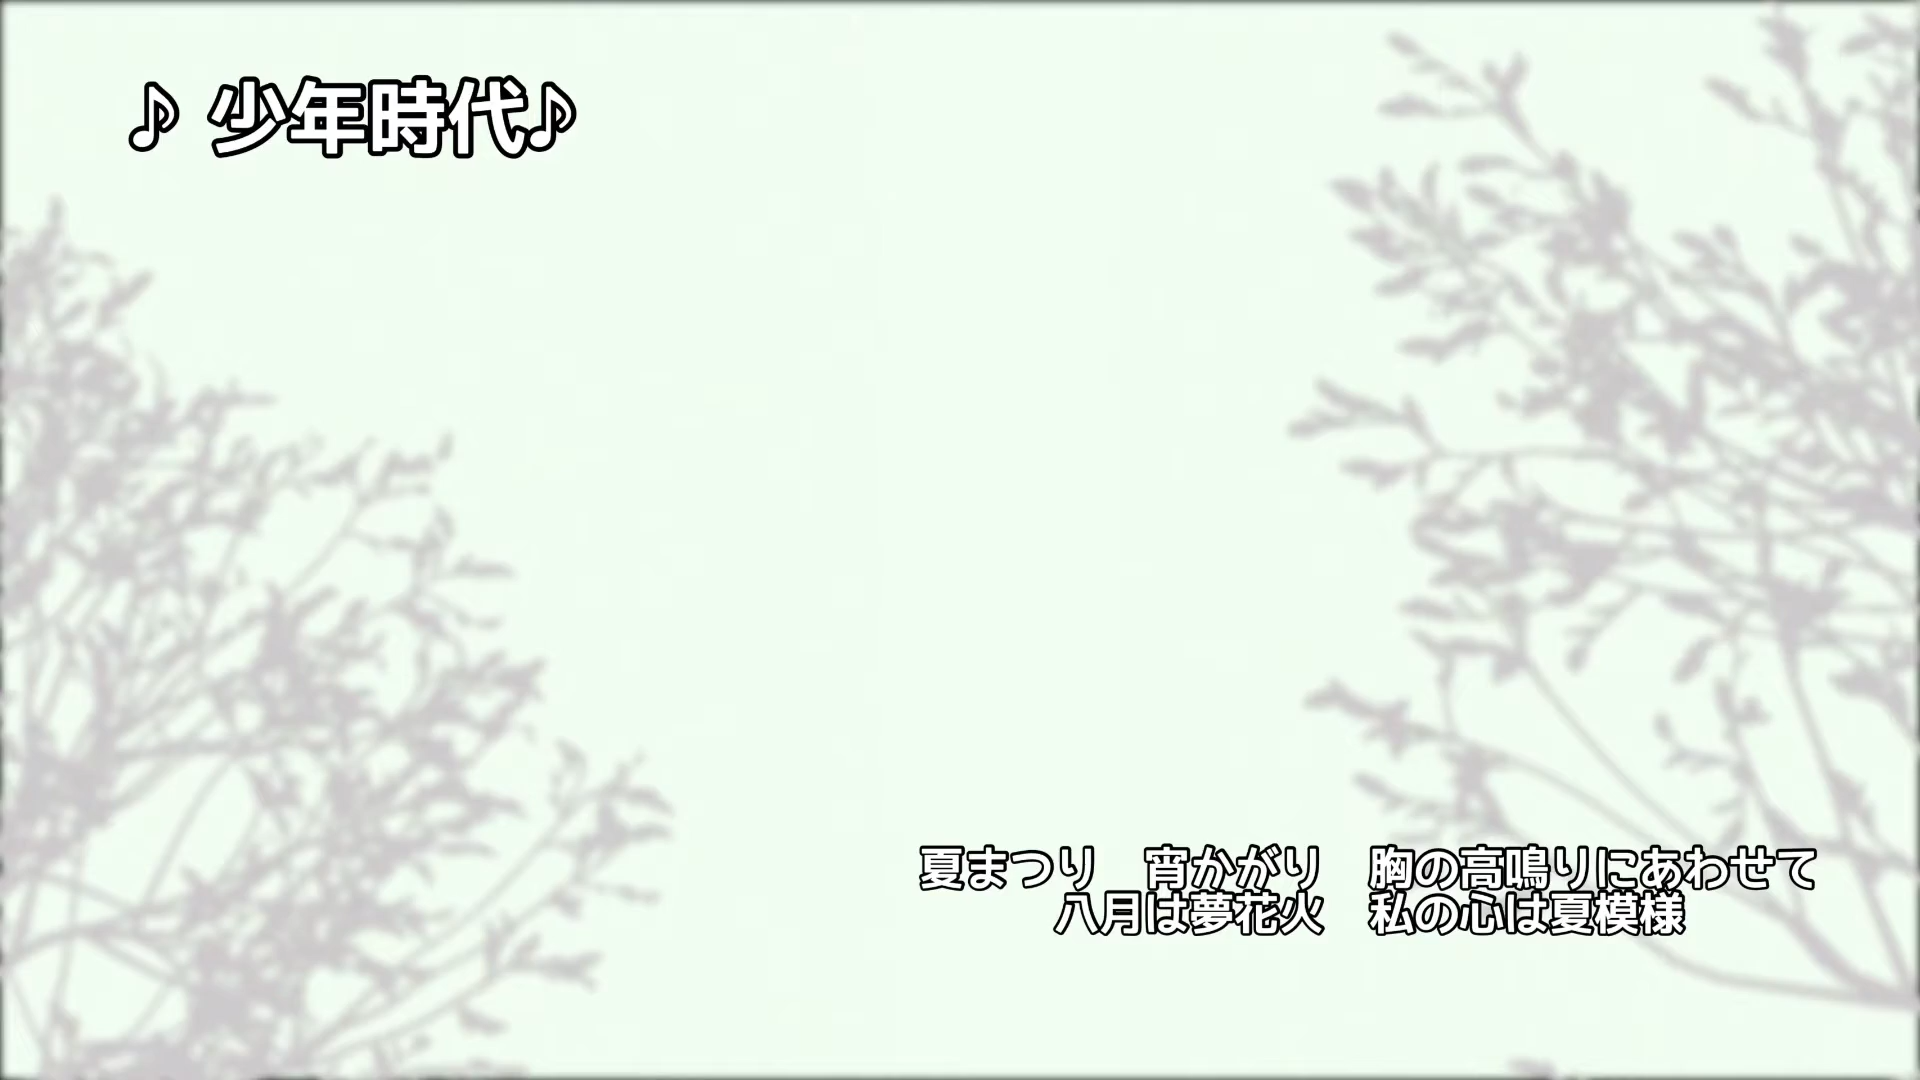 ♪ 少年時代♪
夏まつり　宵かがり　胸の高鳴りにあわせて
八月は夢花火　私の心は夏模様